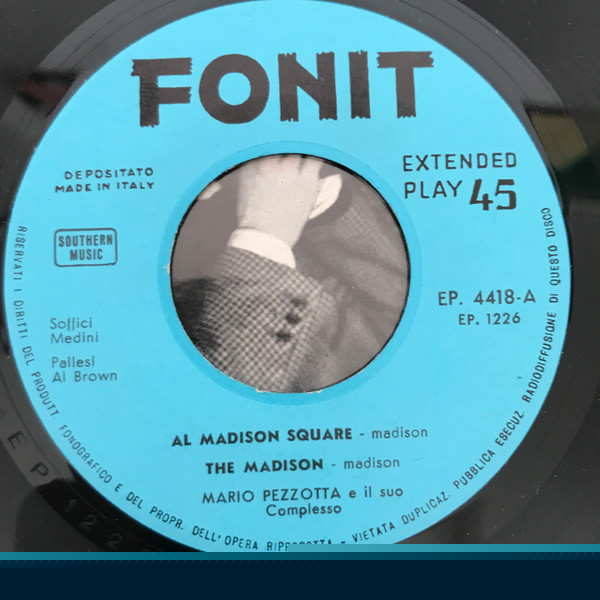 FONIT
DEPOSITATO
MADE IN ITALY
EXTENDED
PLAY 45
SOUTHERN
MUSIC
EP. 4418-A
EP. 1226
Soffici
Medini
Pallesi
Al Brown
AL MADISON SQUARE - madison
THE MADISON - madison
MARIO PEZZOTTA e il suo
Complesso
RISERVATI I DIRITTI DEL PRODUTT. FONOGRAFICO E DEL PROPR. DELL'OPERA RIPRODOTTA - VIETATA DUPLICAZ. PUBBLICA ESECUZ. RADIODIFFUSIONE DI QUESTO DISCO